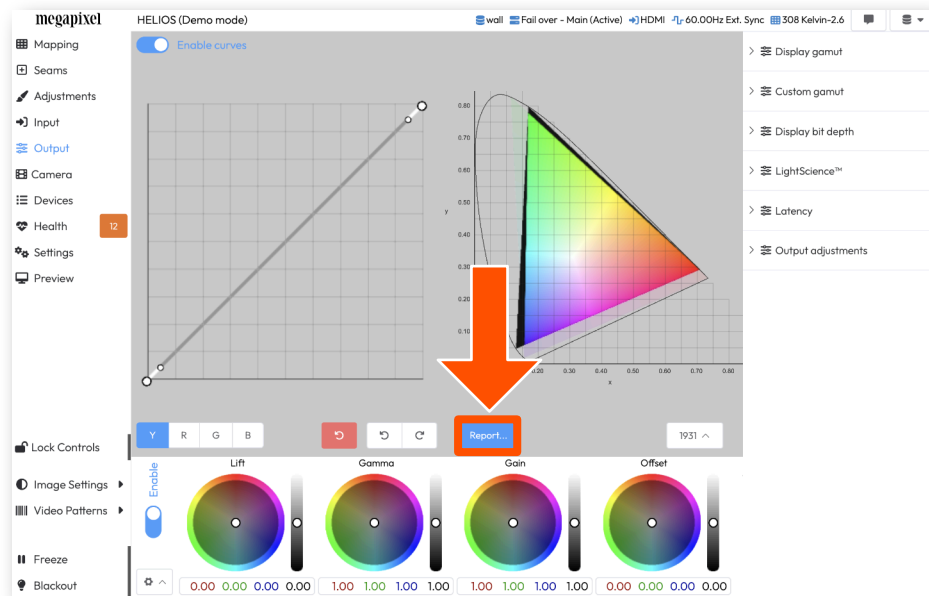 megapixel
HELIOS (Demo mode)
wall
Fail over - Main (Active)
HDMI
60.00Hz Ext. Sync
308 Kelvin-2.6
Mapping
Seams
Adjustments
Input
Output
Camera
Devices
Health
12
Settings
Preview
Lock Controls
Image Settings
Video Patterns
Freeze
Blackout
Enable curves
0.80
0.70
0.60
0.50
y
0.40
0.30
0.20
0.10
0.20
0.30
0.40
0.50
0.60
0.70
0.80
x
Y
R
G
B
Report...
1931
Display gamut
Custom gamut
Display bit depth
LightScience™
Latency
Output adjustments
Enable
Lift
Gamma
Gain
Offset
0.00 0.00 0.00 0.00
1.00 1.00 1.00 1.00
1.00 1.00 1.00 1.00
0.00 0.00 0.00 0.00